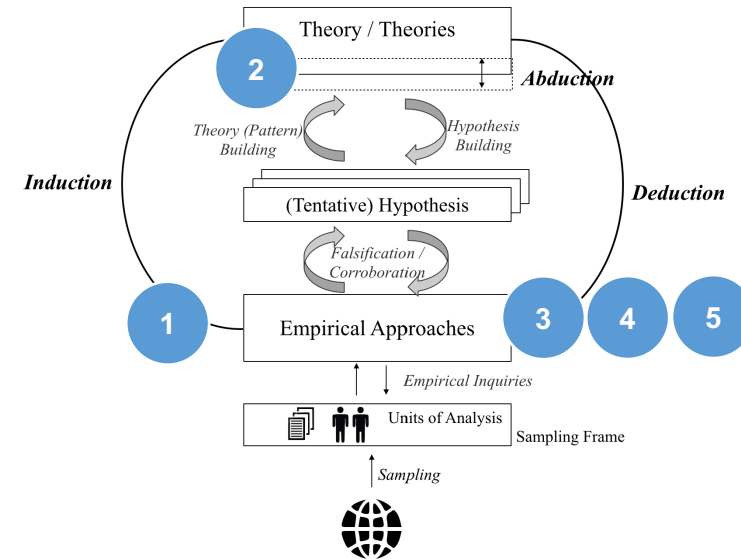 Theory / Theories
2
Abduction
Theory (Pattern)
Building
Hypothesis
Building
Induction
(Tentative) Hypothesis
Deduction
Falsification /
Corroboration
1
Empirical Approaches
3
4
5
Empirical Inquiries
Units of Analysis
Sampling Frame
Sampling